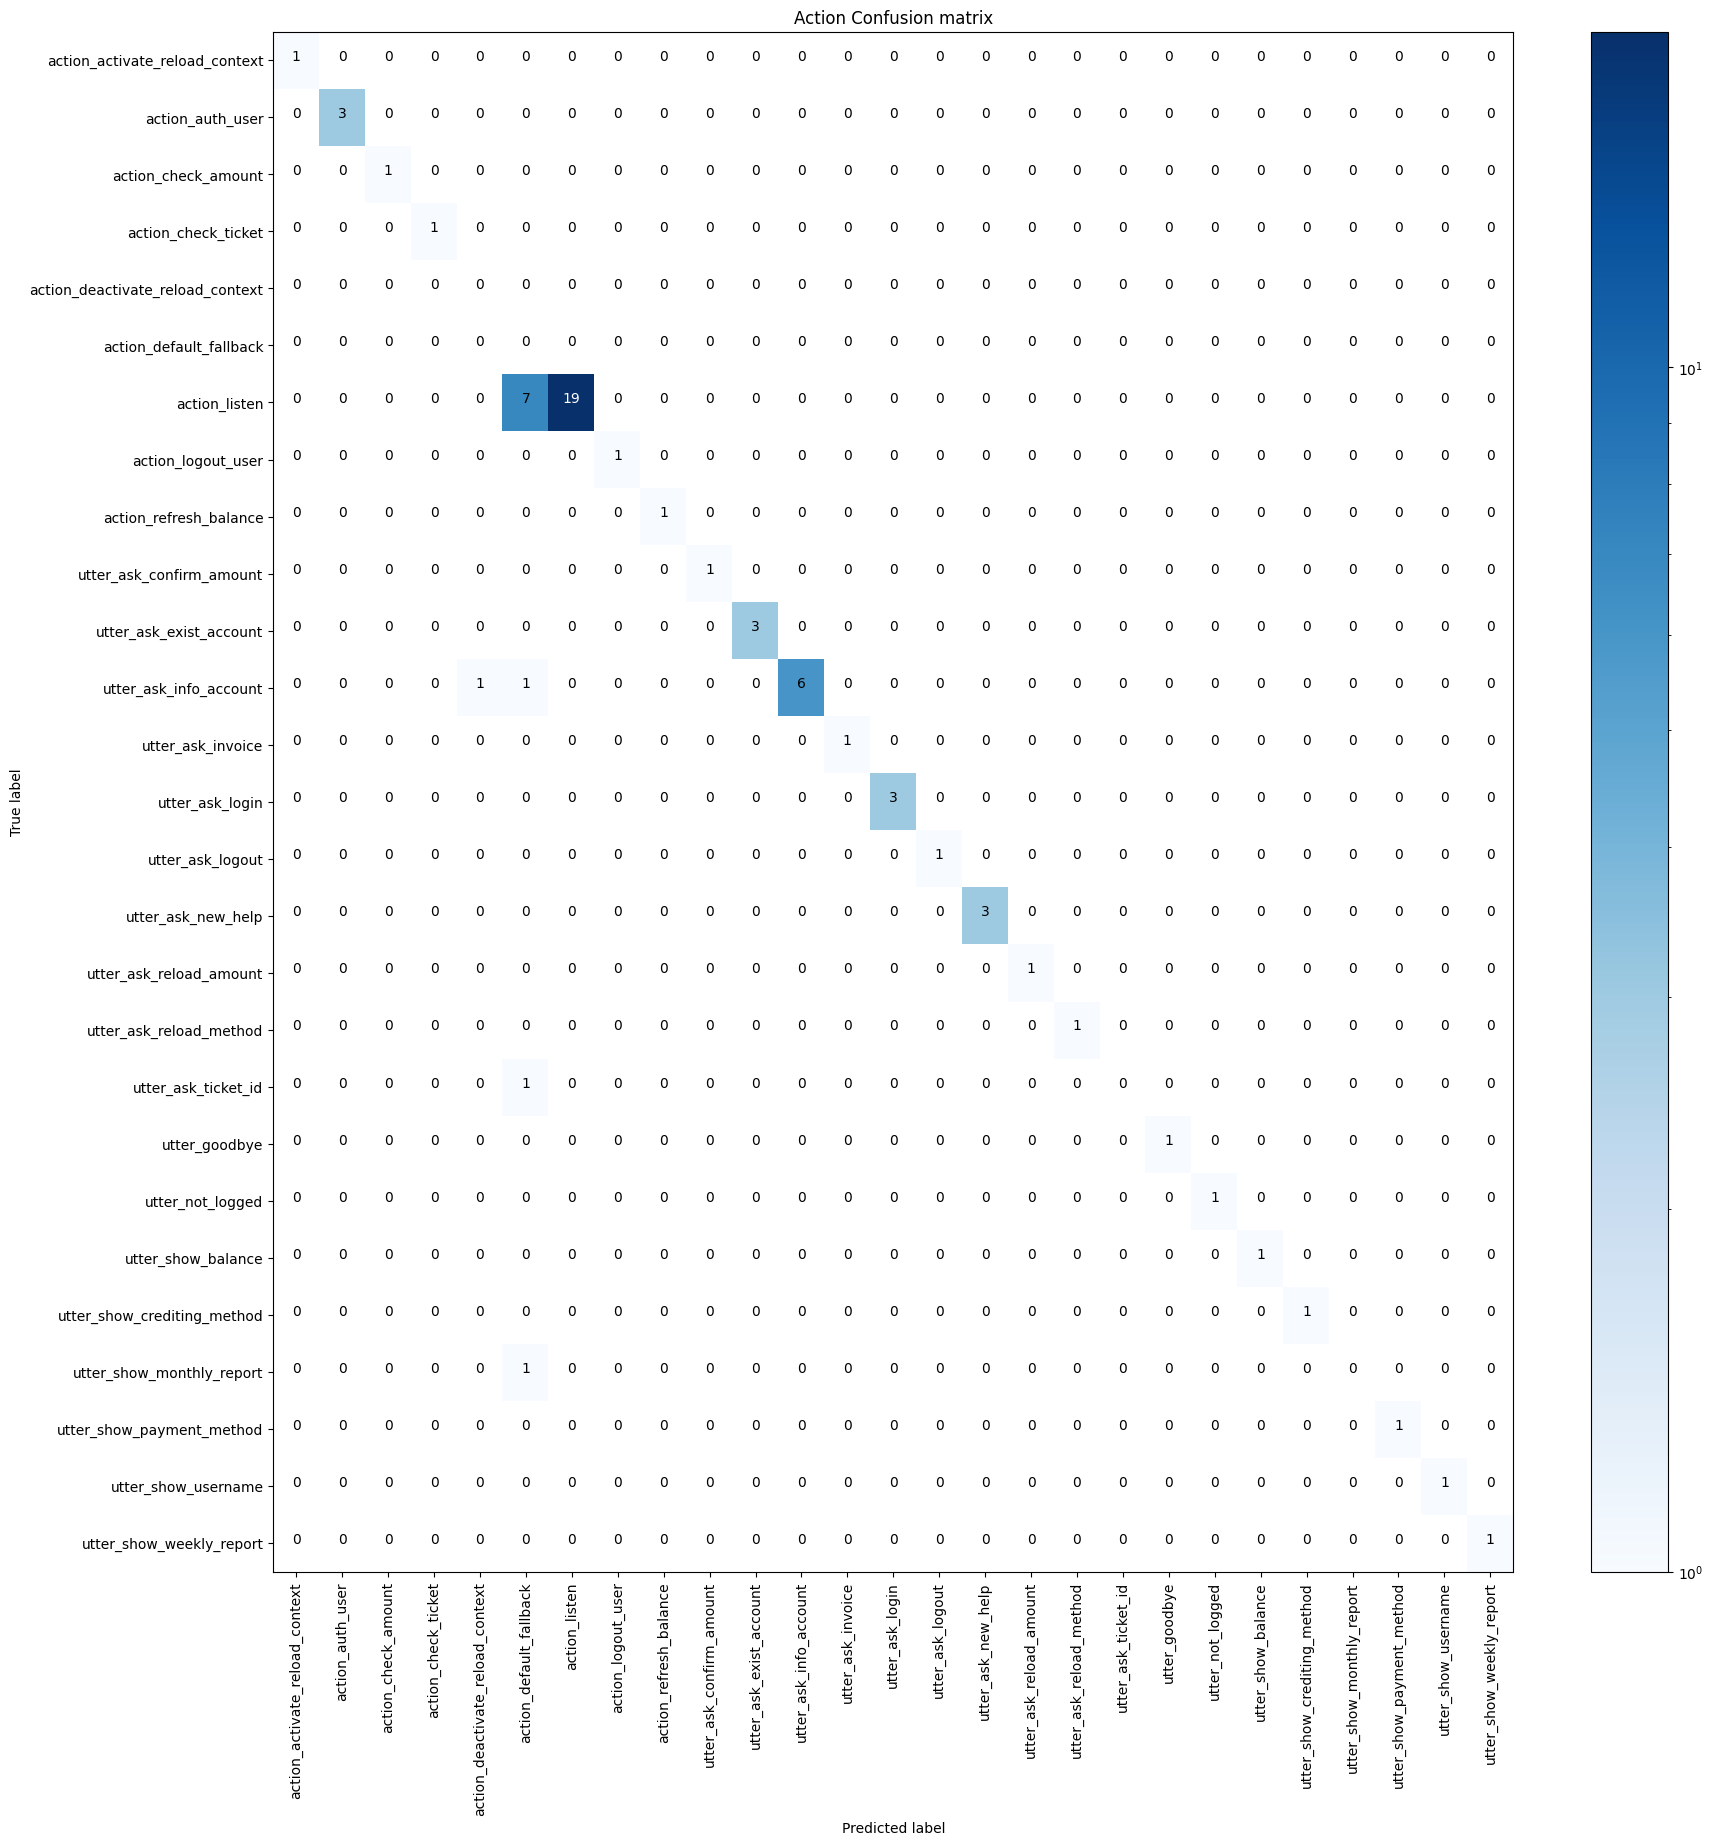 Action Confusion matrix
action_activate_reload_context 1 0 0 0 0 0 0 0 0 0 0 0 0 0 0 0 0 0 0 0 0 0 0 0 0 0 0
action_auth_user 0 3 0 0 0 0 0 0 0 0 0 0 0 0 0 0 0 0 0 0 0 0 0 0 0 0 0
action_check_amount 0 0 1 0 0 0 0 0 0 0 0 0 0 0 0 0 0 0 0 0 0 0 0 0 0 0 0
action_check_ticket 0 0 0 1 0 0 0 0 0 0 0 0 0 0 0 0 0 0 0 0 0 0 0 0 0 0 0
action_deactivate_reload_context 0 0 0 0 0 0 0 0 0 0 0 0 0 0 0 0 0 0 0 0 0 0 0 0 0 0 0
action_default_fallback 0 0 0 0 0 0 0 0 0 0 0 0 0 0 0 0 0 0 0 0 0 0 0 0 0 0 0
action_listen 0 0 0 0 0 7 19 0 0 0 0 0 0 0 0 0 0 0 0 0 0 0 0 0 0 0 0
action_logout_user 0 0 0 0 0 0 0 1 0 0 0 0 0 0 0 0 0 0 0 0 0 0 0 0 0 0 0
action_refresh_balance 0 0 0 0 0 0 0 0 1 0 0 0 0 0 0 0 0 0 0 0 0 0 0 0 0 0 0
utter_ask_confirm_amount 0 0 0 0 0 0 0 0 0 1 0 0 0 0 0 0 0 0 0 0 0 0 0 0 0 0 0
utter_ask_exist_account 0 0 0 0 0 0 0 0 0 0 3 0 0 0 0 0 0 0 0 0 0 0 0 0 0 0 0
utter_ask_info_account 0 0 0 0 1 1 0 0 0 0 0 6 0 0 0 0 0 0 0 0 0 0 0 0 0 0 0
utter_ask_invoice 0 0 0 0 0 0 0 0 0 0 0 0 1 0 0 0 0 0 0 0 0 0 0 0 0 0 0
utter_ask_login 0 0 0 0 0 0 0 0 0 0 0 0 0 3 0 0 0 0 0 0 0 0 0 0 0 0 0
utter_ask_logout 0 0 0 0 0 0 0 0 0 0 0 0 0 0 1 0 0 0 0 0 0 0 0 0 0 0 0
utter_ask_new_help 0 0 0 0 0 0 0 0 0 0 0 0 0 0 0 3 0 0 0 0 0 0 0 0 0 0 0
utter_ask_reload_amount 0 0 0 0 0 0 0 0 0 0 0 0 0 0 0 0 1 0 0 0 0 0 0 0 0 0 0
utter_ask_reload_method 0 0 0 0 0 0 0 0 0 0 0 0 0 0 0 0 0 1 0 0 0 0 0 0 0 0 0
utter_ask_ticket_id 0 0 0 0 0 1 0 0 0 0 0 0 0 0 0 0 0 0 0 0 0 0 0 0 0 0 0
utter_goodbye 0 0 0 0 0 0 0 0 0 0 0 0 0 0 0 0 0 0 0 1 0 0 0 0 0 0 0
utter_not_logged 0 0 0 0 0 0 0 0 0 0 0 0 0 0 0 0 0 0 0 0 1 0 0 0 0 0 0
utter_show_balance 0 0 0 0 0 0 0 0 0 0 0 0 0 0 0 0 0 0 0 0 0 1 0 0 0 0 0
utter_show_crediting_method 0 0 0 0 0 0 0 0 0 0 0 0 0 0 0 0 0 0 0 0 0 0 1 0 0 0 0
utter_show_monthly_report 0 0 0 0 0 1 0 0 0 0 0 0 0 0 0 0 0 0 0 0 0 0 0 0 0 0 0
utter_show_payment_method 0 0 0 0 0 0 0 0 0 0 0 0 0 0 0 0 0 0 0 0 0 0 0 0 1 0 0
utter_show_username 0 0 0 0 0 0 0 0 0 0 0 0 0 0 0 0 0 0 0 0 0 0 0 0 0 1 0
utter_show_weekly_report 0 0 0 0 0 0 0 0 0 0 0 0 0 0 0 0 0 0 0 0 0 0 0 0 0 0 1
True label
action_activate_reload_context
action_auth_user
action_check_amount
action_check_ticket
action_deactivate_reload_context
action_default_fallback
action_listen
action_logout_user
action_refresh_balance
utter_ask_confirm_amount
utter_ask_exist_account
utter_ask_info_account
utter_ask_invoice
utter_ask_login
utter_ask_logout
utter_ask_new_help
utter_ask_reload_amount
utter_ask_reload_method
utter_ask_ticket_id
utter_goodbye
utter_not_logged
utter_show_balance
utter_show_crediting_method
utter_show_monthly_report
utter_show_payment_method
utter_show_username
utter_show_weekly_report
Predicted label
10¹
10⁰